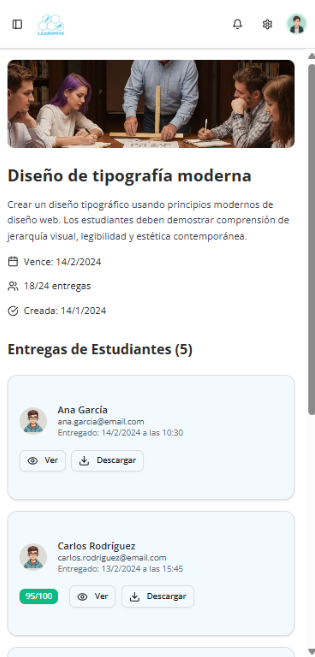 LEARNPATHS
Diseño de tipografía moderna
Crear un diseño tipográfico usando principios modernos de
diseño web. Los estudiantes deben demostrar comprensión de
jerarquía visual, legibilidad y estética contemporánea.
Vence: 14/2/2024
18/24 entregas
Creada: 14/1/2024
Entregas de Estudiantes (5)
Ana García
ana.garcia@email.com
Entregado: 14/2/2024 a las 10:30
Ver
Descargar
Carlos Rodríguez
carlos.rodriguez@email.com
Entregado: 13/2/2024 a las 15:45
95/100
Ver
Descargar